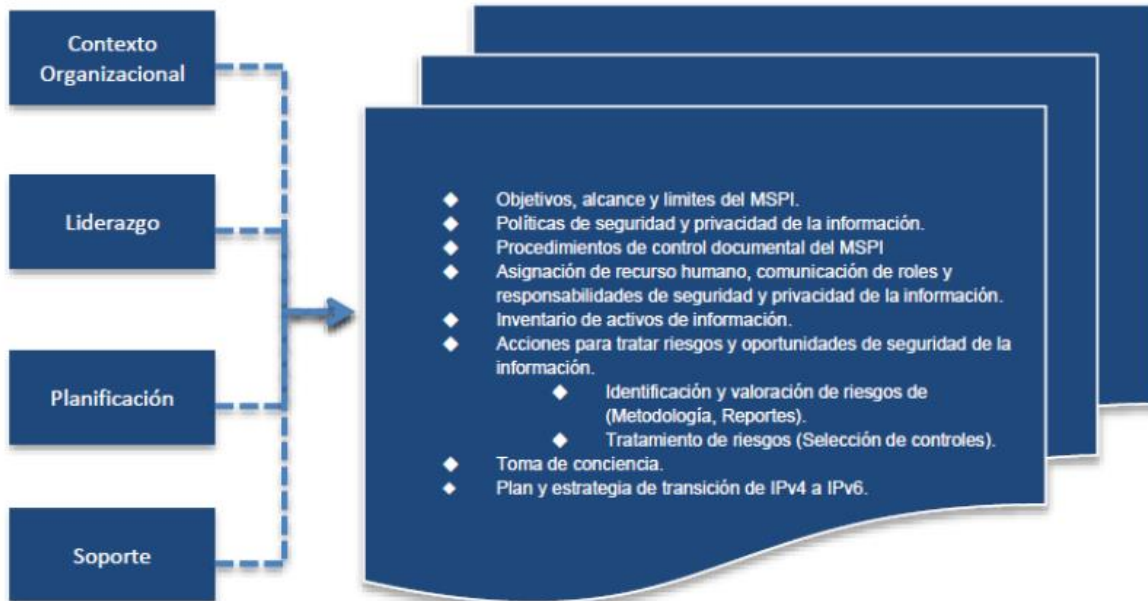 Contexto
Organizacional
Liderazgo
Planificación
Soporte
Objetivos, alcance y limites del MSPI.
Políticas de seguridad y privacidad de la información.
Procedimientos de control documental del MSPI
Asignación de recurso humano, comunicación de roles y
responsabilidades de seguridad y privacidad de la información.
Inventario de activos de información.
Acciones para tratar riesgos y oportunidades de seguridad de la
información.
Identificación y valoración de riesgos de
(Metodología, Reportes).
Tratamiento de riesgos (Selección de controles).
Toma de conciencia.
Plan y estrategia de transición de IPv4 a IPv6.